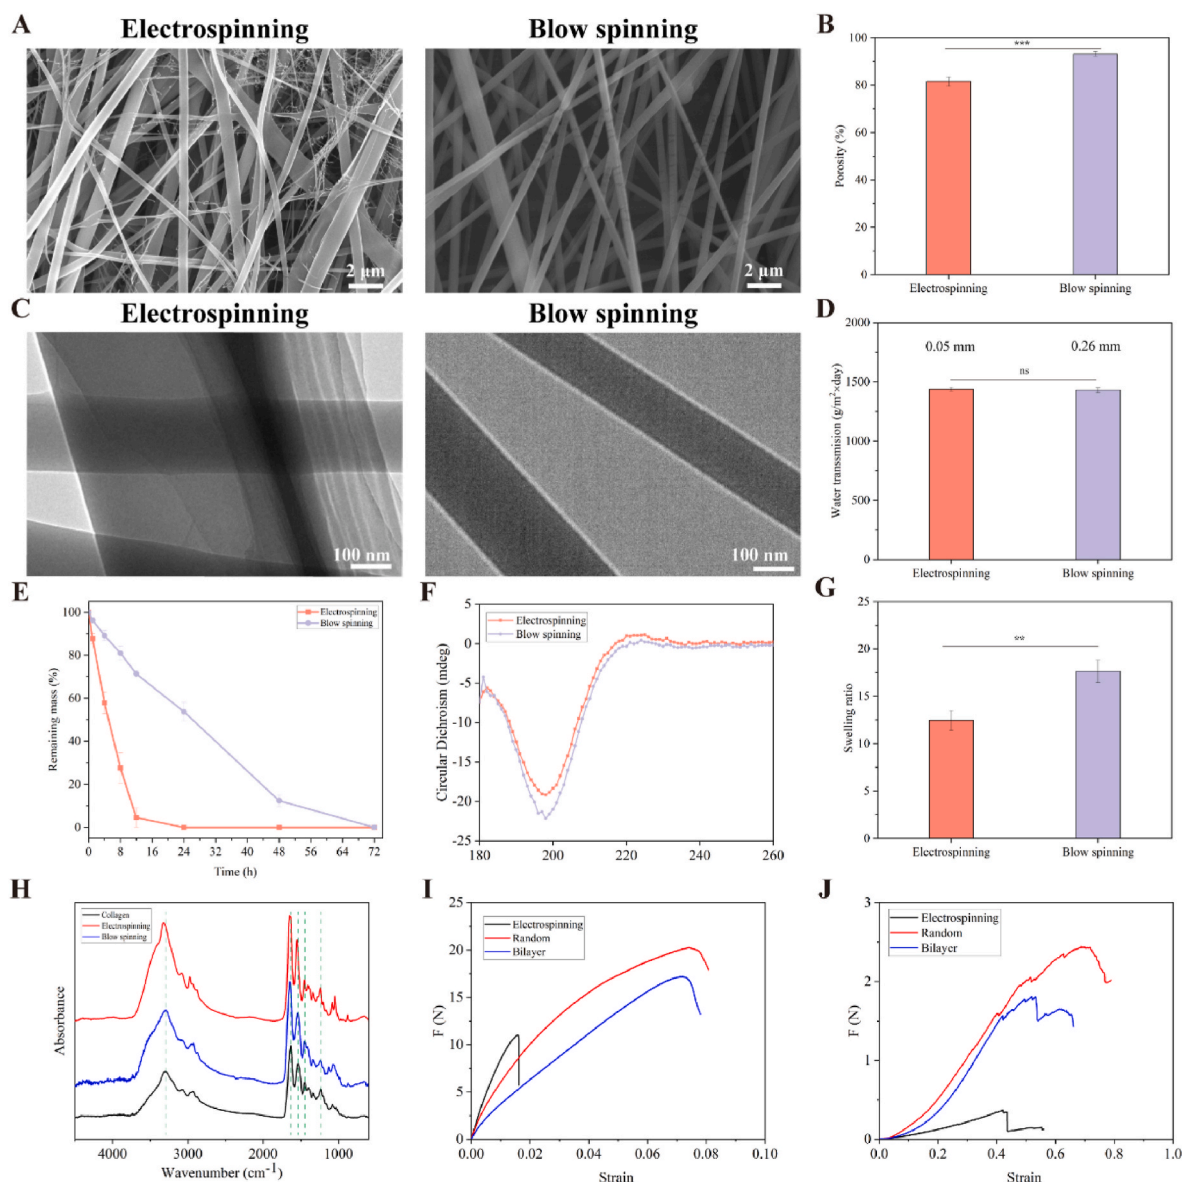 A
Electrospinning
Blow spinning
2 μm
2 μm
B
100
80
60
40
20
0
Porosity (%)
***
Electrospinning
Blow spinning
C
Electrospinning
Blow spinning
100 nm
100 nm
D
2000
1500
1000
500
0
Water transsmision (g/m²×day)
0.05 mm
0.26 mm
ns
Electrospinning
Blow spinning
E
100
80
60
40
20
0
Remaining mass (%)
Electrospinning
Blow spinning
0 8 16 24 32 40 48 56 64 72
Time (h)
F
5
0
-5
-10
-15
-20
-25
Circular Dichroism (mdeg)
Electrospinning
Blow spinning
180 200 220 240 260
G
25
20
15
10
5
0
Swelling ratio
**
Electrospinning
Blow spinning
H
Collagen
Electrospinning
Blow spinning
Absorbance
4000 3000 2000 1000
Wavenumber (cm-1)
I
25
20
15
10
5
0
F (N)
Electrospinning
Random
Bilayer
0.00 0.02 0.04 0.06 0.08 0.10
Strain
J
3
2
1
0
F (N)
Electrospinning
Random
Bilayer
0.0 0.2 0.4 0.6 0.8 1.0
Strain